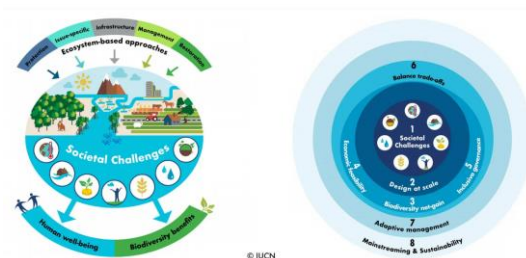 Protection
Issue-specific
Infrastructure
Management
Restoration
Ecosystem-based approaches
Societal Challenges
Human well-being
Biodiversity benefits
6
Balance trade-offs
1
Societal
Challenges
4
Economic feasibility
5
Inclusive governance
2
Design at scale
3
Biodiversity net-gain
7
Adaptive management
8
Mainstreaming & Sustainability
© IUCN